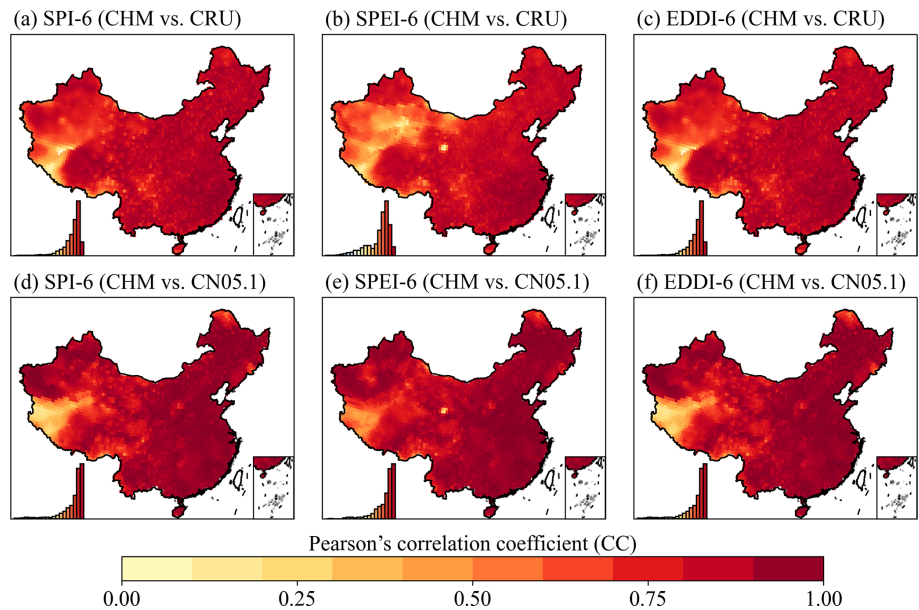 (a) SPI-6 (CHM vs. CRU)
(b) SPEI-6 (CHM vs. CRU)
(c) EDDI-6 (CHM vs. CRU)
(d) SPI-6 (CHM vs. CN05.1)
(e) SPEI-6 (CHM vs. CN05.1)
(f) EDDI-6 (CHM vs. CN05.1)
Pearson’s correlation coefficient (CC)
0.00 0.25 0.50 0.75 1.00